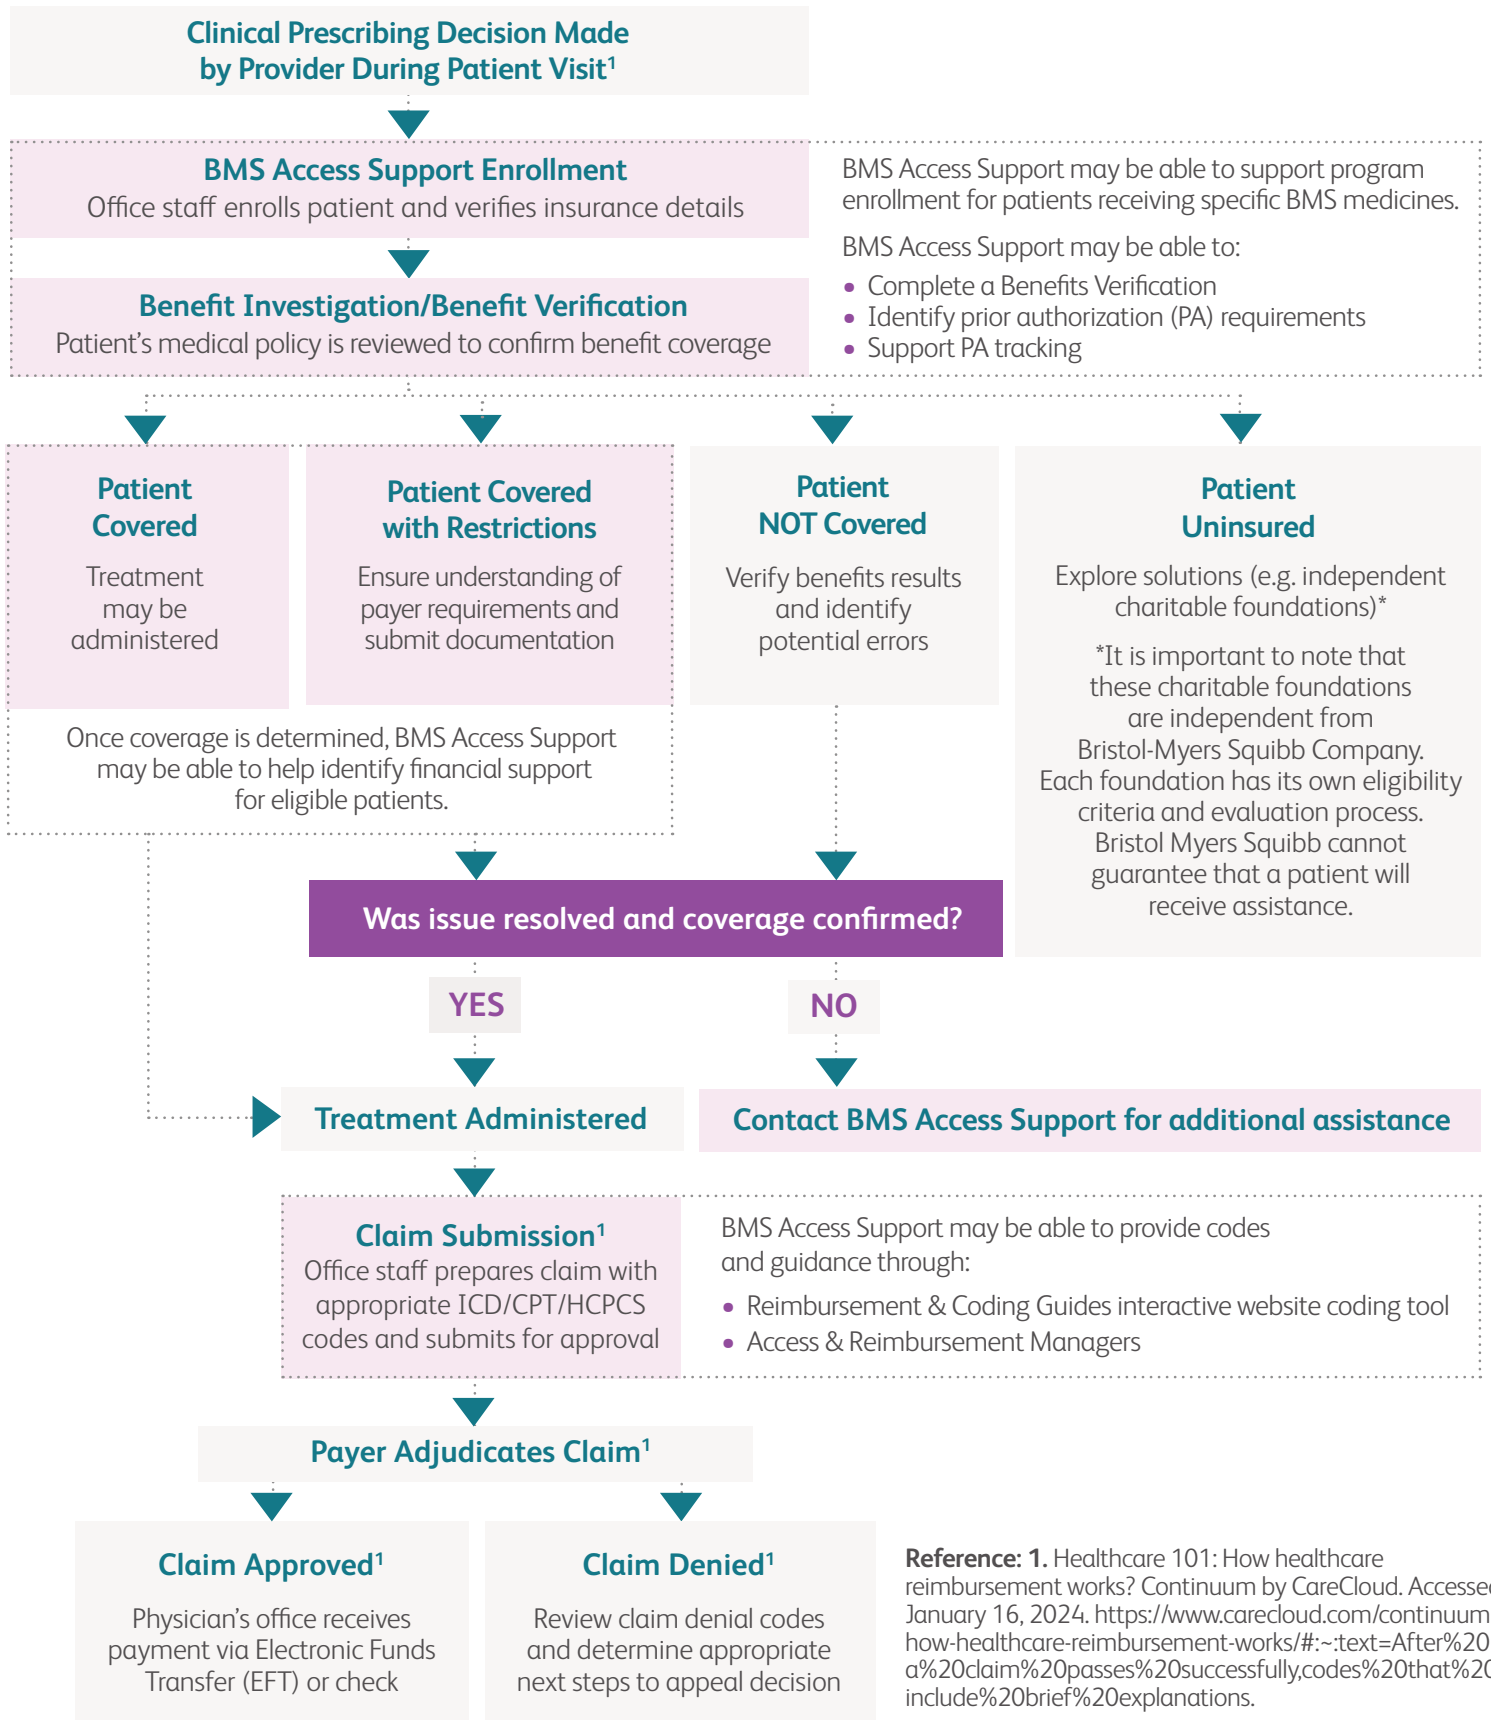 Clinical Prescribing Decision Made
by Provider During Patient Visit¹
BMS Access Support Enrollment
Office staff enrolls patient and verifies insurance details
Benefit Investigation/Benefit Verification
Patient’s medical policy is reviewed to confirm benefit coverage
BMS Access Support may be able to support program
enrollment for patients receiving specific BMS medicines.
BMS Access Support may be able to:
• Complete a Benefits Verification
• Identify prior authorization (PA) requirements
• Support PA tracking
Patient
Covered
Treatment
may be
administered
Patient Covered
with Restrictions
Ensure understanding of
payer requirements and
submit documentation
Once coverage is determined, BMS Access Support
may be able to help identify financial support
for eligible patients.
Patient
NOT Covered
Verify benefits results
and identify
potential errors
Patient
Uninsured
Explore solutions (e.g. independent
charitable foundations)*
*It is important to note that
these charitable foundations
are independent from
Bristol-Myers Squibb Company.
Each foundation has its own eligibility
criteria and evaluation process.
Bristol Myers Squibb cannot
guarantee that a patient will
receive assistance.
Was issue resolved and coverage confirmed?
YES
NO
Treatment Administered
Contact BMS Access Support for additional assistance
Claim Submission¹
Office staff prepares claim with
appropriate ICD/CPT/HCPCS
codes and submits for approval
BMS Access Support may be able to provide codes
and guidance through:
• Reimbursement & Coding Guides interactive website coding tool
• Access & Reimbursement Managers
Payer Adjudicates Claim¹
Claim Approved¹
Physician’s office receives
payment via Electronic Funds
Transfer (EFT) or check
Claim Denied¹
Review claim denial codes
and determine appropriate
next steps to appeal decision
Reference: 1. Healthcare 101: How healthcare
reimbursement works? Continuum by CareCloud. Accessed
January 16, 2024. https://www.carecloud.com/continuum
how-healthcare-reimbursement-works/#:~:text=After%20
a%20claim%20passes%20successfully,codes%20that%20
include%20brief%20explanations.